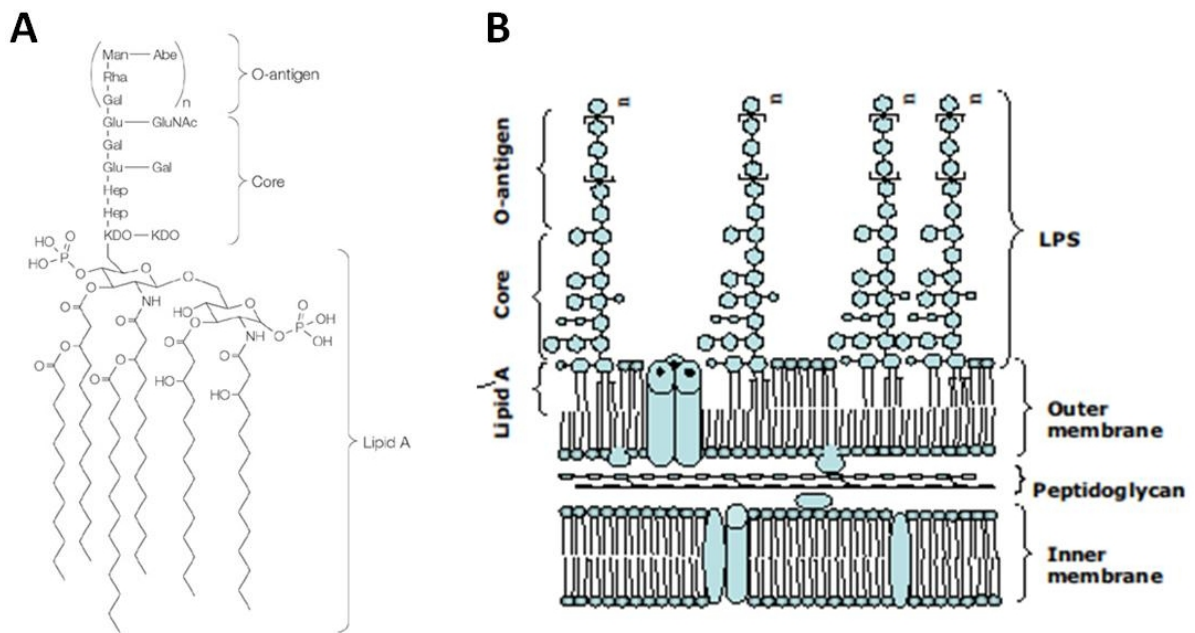 A
Man—Abe
Rha
Gal
n
O-antigen
Glu—GluNAc
Gal
Glu—Gal
Hep
Hep
KDO—KDO
Core
HO
O
P
HO
O
O
O
O
O
NH
HO
O
O
P
OH
OH
O
O
NH
O
O
O
O
O
O
O
HO
HO
Lipid A
B
n
n
n
n
O-antigen
Core
Lipid A
LPS
Outer
membrane
Peptidoglycan
Inner
membrane